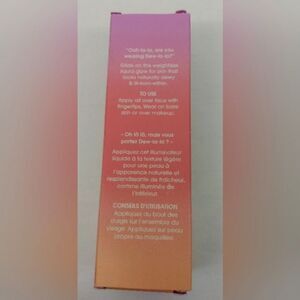 "Ooh-la-la, are you
wearing Dew-la-la?"
Glide on this weightless
liquid glow for skin that
looks naturally dewy
& lit-from-within.
TO USE
Apply all over face with
fingertips. Wear on bare
skin or over makeup.
« Oh là là, mais vous
portez Dew-la-la ? »
Appliquez cet illuminateur
liquide à la texture légère
pour une peau à
l'apparence naturelle et
resplendissante de fraîcheur,
comme illuminée de
l'intérieur.
CONSEILS D'UTILISATION
Appliquez du bout des
doigts sur l'ensemble du
visage. Appliquez sur peau
propre ou maquillée.